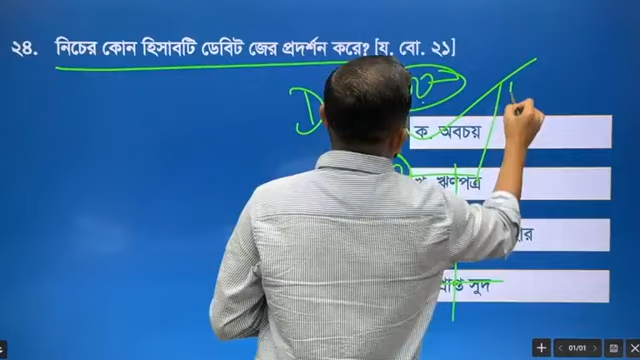 ২৪. নিচের কোন হিসাবটি ডেবিট জের প্রদর্শন করে? [য. বো. ২১]
ক. অবচয়
ঋণপত্র
সুদ
01/01